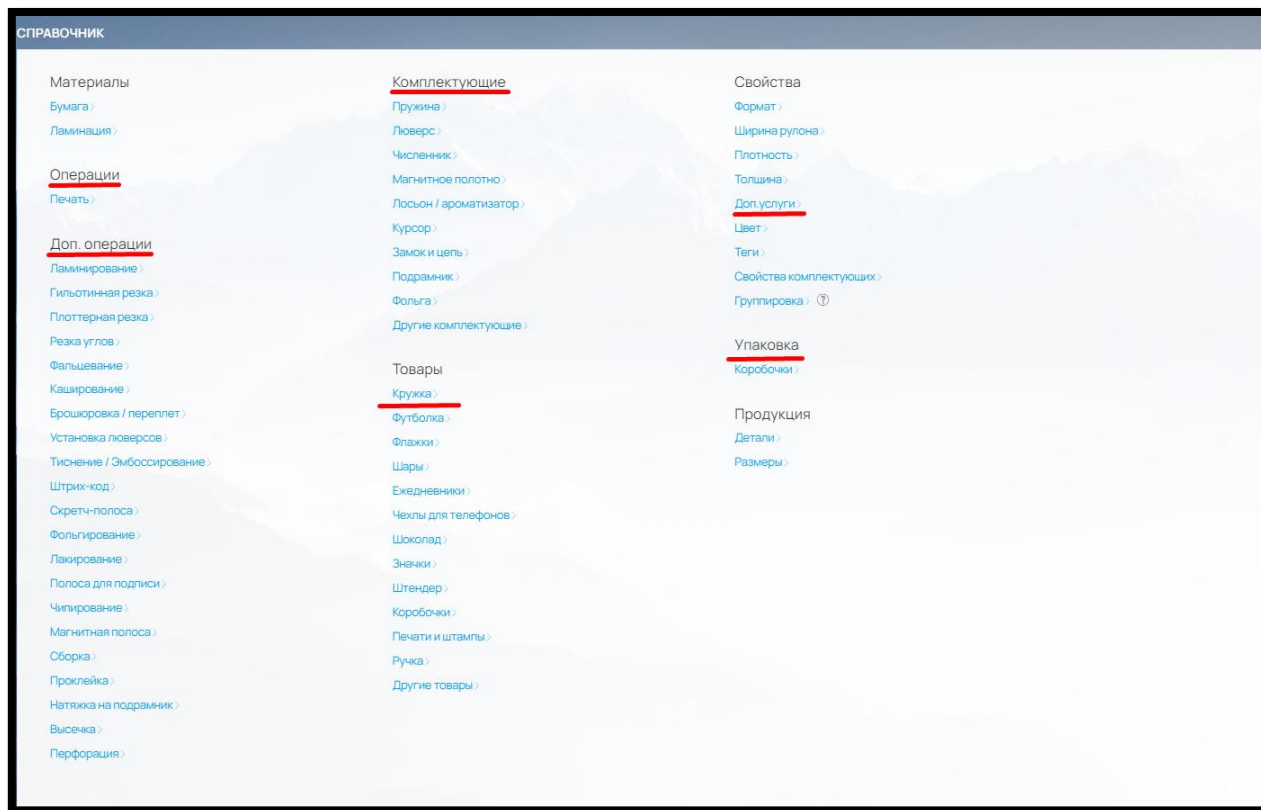 СПРАВОЧНИК
Материалы
Бумага
Ламинация
Операции
Печать
Доп. операции
Ламинирование
Гильотинная резка
Плоттерная резка
Резка углов
Фальцевание
Каширование
Брошюровка / переплет
Установка люверсов
Тиснение / Эмбоссирование
Штрих-код
Скретч-полоса
Фольгирование
Лакирование
Полоса для подписи
Чипирование
Магнитная полоса
Сборка
Проклейка
Натяжка на подрамник
Высечка
Перфорация
Комплектующие
Пружина
Люверс
Численник
Магнитное полотно
Лосьон / ароматизатор
Курсор
Замок и цепь
Подрамник
Фольга
Другие комплектующие
Товары
Кружка
Футболка
Флажки
Шары
Ежедневники
Чехлы для телефонов
Шоколад
Значки
Штендер
Коробочки
Печати и штампы
Ручка
Другие товары
Свойства
Формат
Ширина рулона
Плотность
Толщина
Доп.услуги
Цвет
Теги
Свойства комплектующих
Группировка ?
Упаковка
Коробочки
Продукция
Детали
Размеры